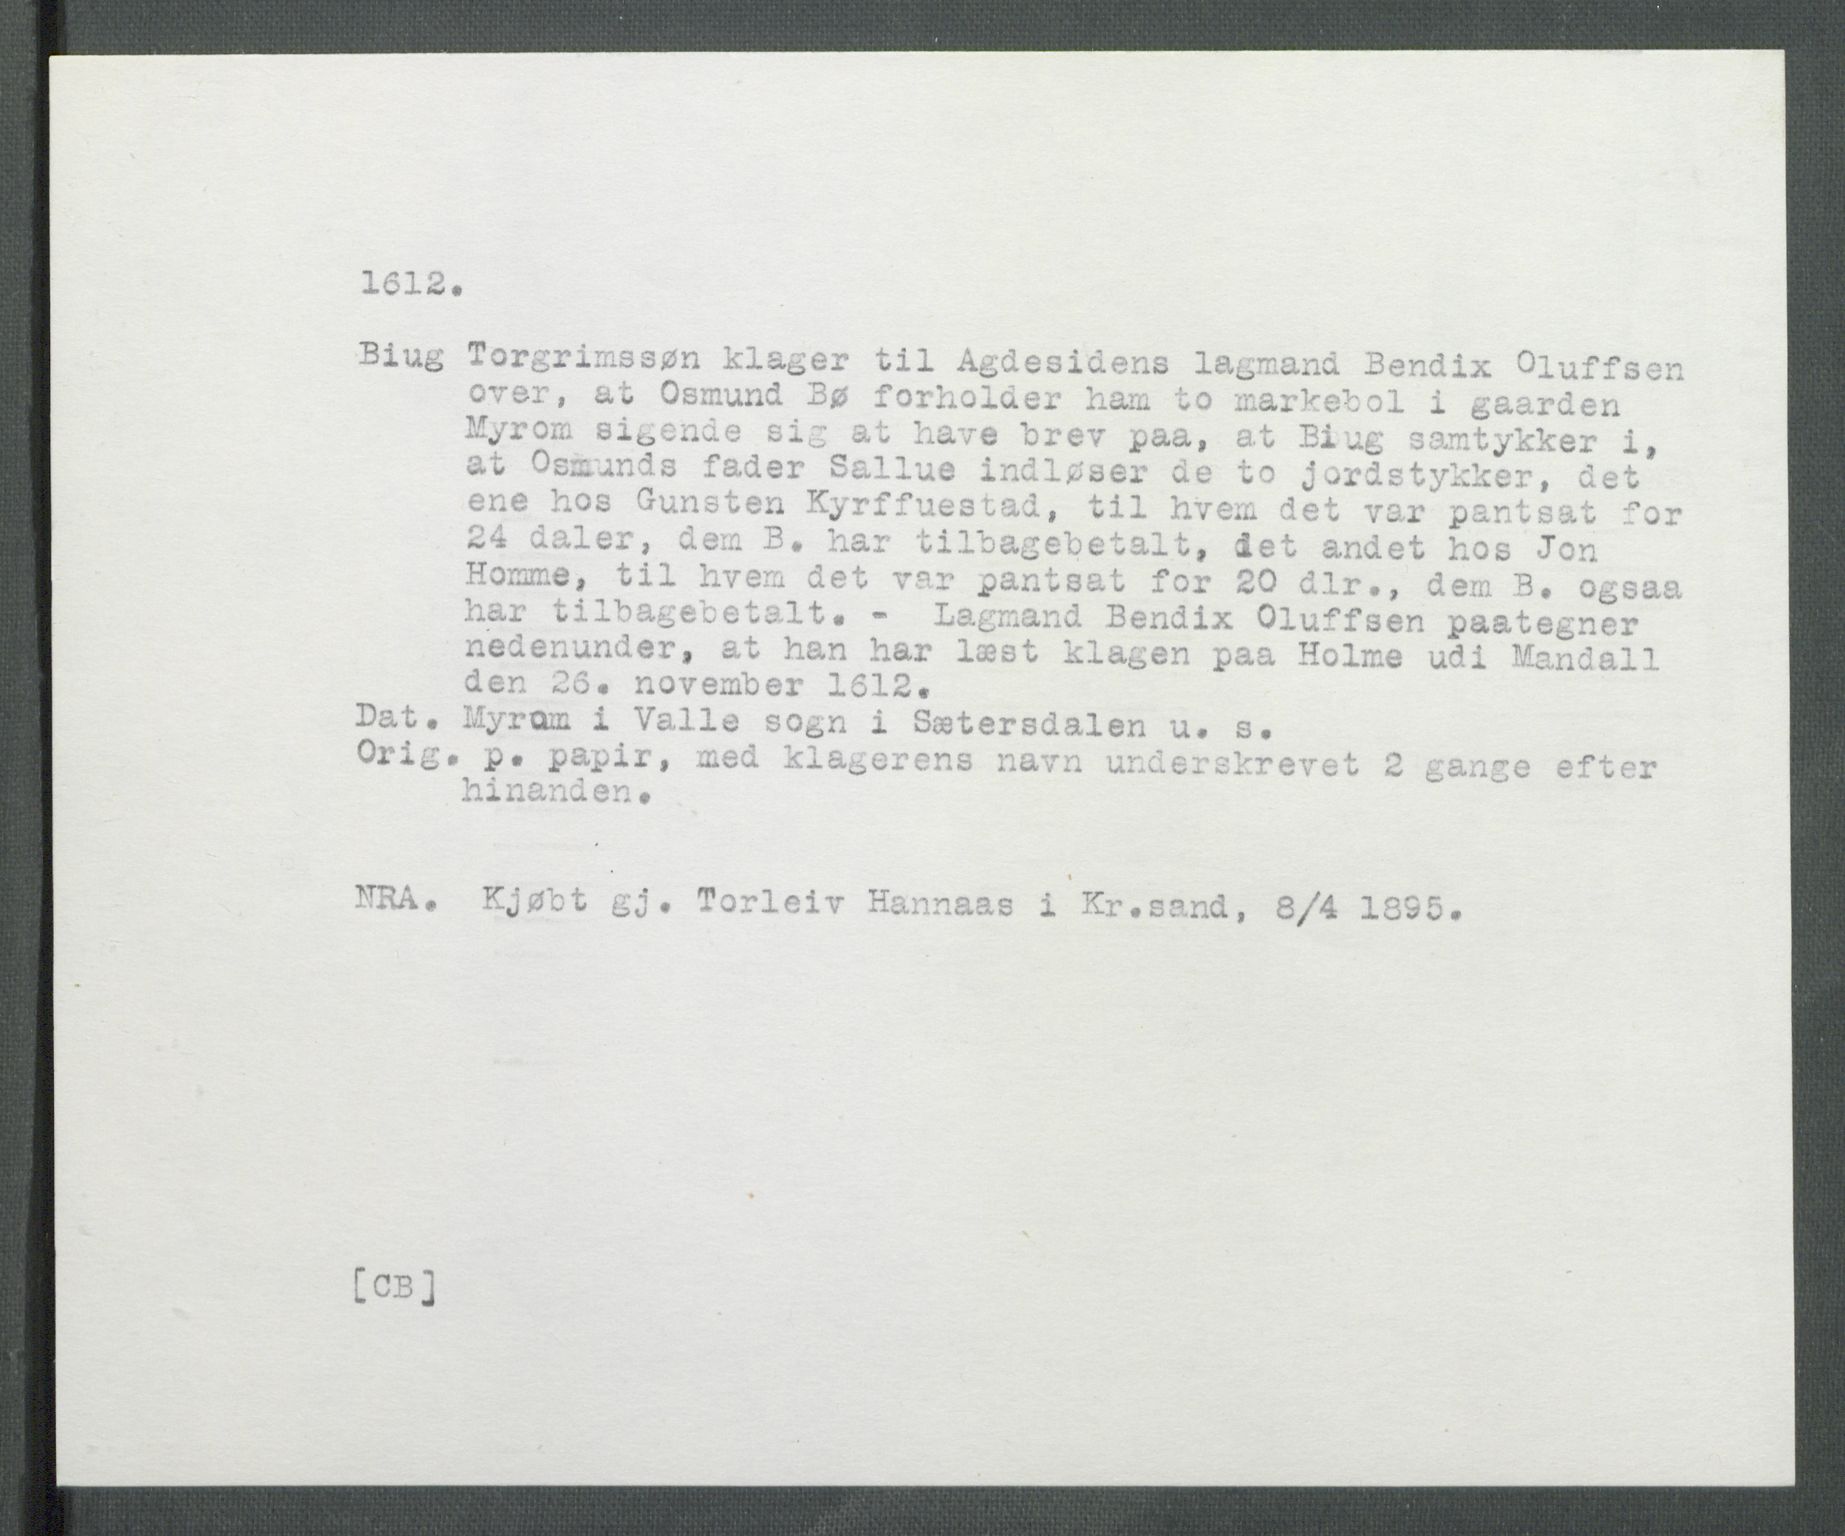 1612.
Biug Torgrimssøn klager til Agdesidens lagmand Bendix Oluffsen
over, at Osmund Bø forholder ham to markebol i gaarden
Myrom sigende sig at have brev paa, at Biug samtykker i,
at Osmunds fader Sallue indløser de to jordstykker, det
ene hos Gunsten Kyrffuestad, til hvem det var pantsat for
24 daler, dem B. har tilbagebetalt, det andet hos Jon
Homme, til hvem det var pantsat for 20 dlr., dem B. ogsaa
har tilbagebetalt. - Lagmand Bendix Oluffsen paategner
nedenunder, at han har læst klagen paa Holme udi Mandall
den 26. november 1612.
Dat. Myrom i Valle sogn i Sætersdalen u. s.
Orig. p. papir, med klagerens navn underskrevet 2 gange efter
hinanden.
NRA. Kjøbt gj. Torleiv Hannaas i Kr.sand, 8/4 1895.
[CB]